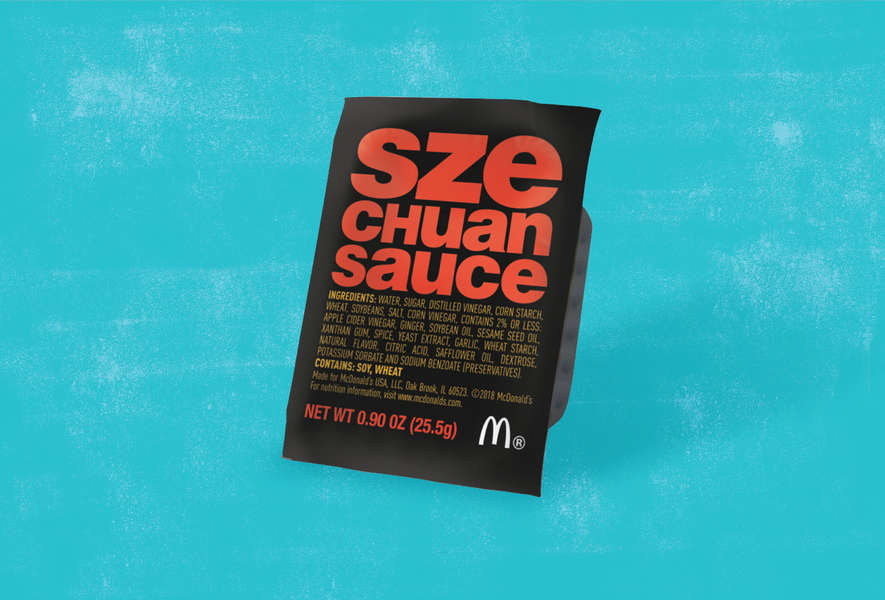 sze
CHuan
sauce
INGREDIENTS: WATER, SUGAR, DISTILLED VINEGAR, CORN STARCH,
WHEAT, SOYBEANS, SALT, CORN VINEGAR, CONTAINS 2% OR LESS:
APPLE CIDER VINEGAR, GINGER, SOYBEAN OIL, SESAME SEED OIL,
XANTHAN GUM, SPICE, YEAST EXTRACT, GARLIC, WHEAT STARCH,
NATURAL FLAVOR, CITRIC ACID, SAFFLOWER OIL, DEXTROSE,
POTASSIUM SORBATE AND SODIUM BENZOATE (PRESERVATIVES).
CONTAINS: SOY, WHEAT
Made for McDonald's USA, LLC, Oak Brook, IL 60523. ©2018 McDonald's
For nutrition information, visit www.mcdonalds.com.
NET WT 0.90 OZ (25.5g)
M®